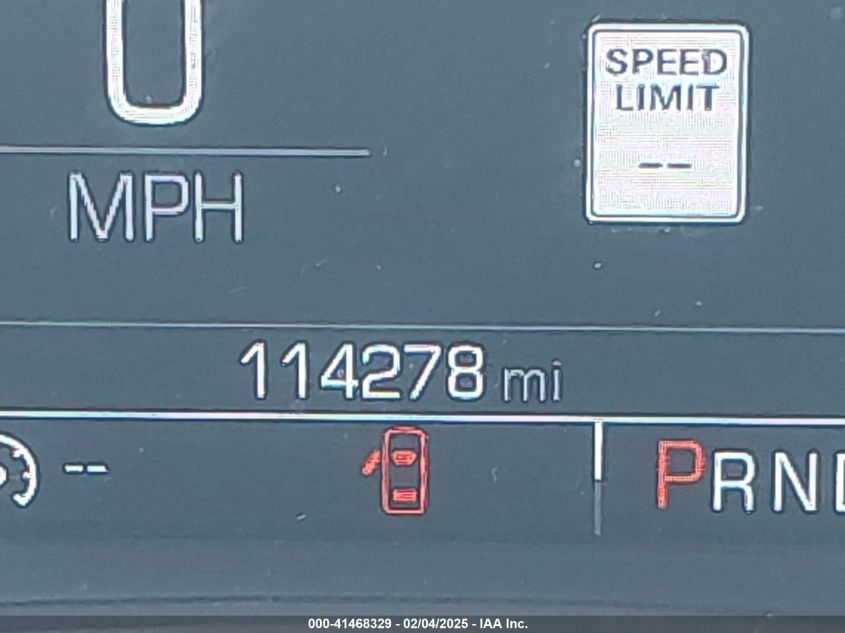 0
MPH
SPEED
LIMIT
--
114278 mi
--
PRND
000-41468329 - 02/04/2025 - IAA Inc.